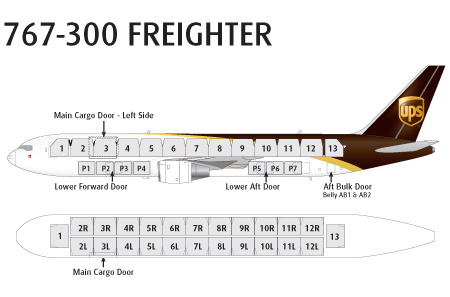 767-300 FREIGHTER
ups
Main Cargo Door - Left Side
1 2 3 4 5 6 7 8 9 10 11 12 13
P1 P2 P3 P4 P5 P6 P7
Lower Forward Door Lower Aft Door Aft Bulk Door
Belly AB1 & AB2
2R 3R 4R 5R 6R 7R 8R 9R 10R 11R 12R
1 13
2L 3L 4L 5L 6L 7L 8L 9L 10L 11L 12L
Main Cargo Door